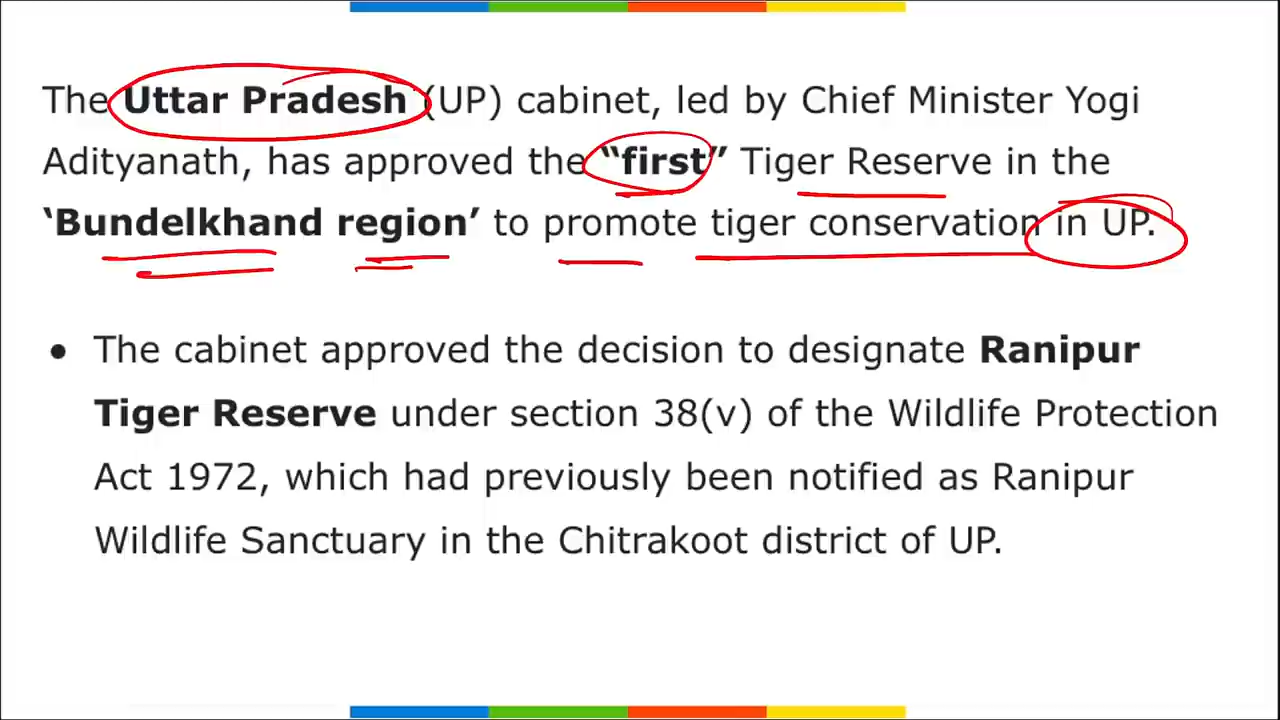 The Uttar Pradesh (UP) cabinet, led by Chief Minister Yogi
Adityanath, has approved the “first” Tiger Reserve in the
‘Bundelkhand region’ to promote tiger conservation in UP.
● The cabinet approved the decision to designate Ranipur
Tiger Reserve under section 38(v) of the Wildlife Protection
Act 1972, which had previously been notified as Ranipur
Wildlife Sanctuary in the Chitrakoot district of UP.